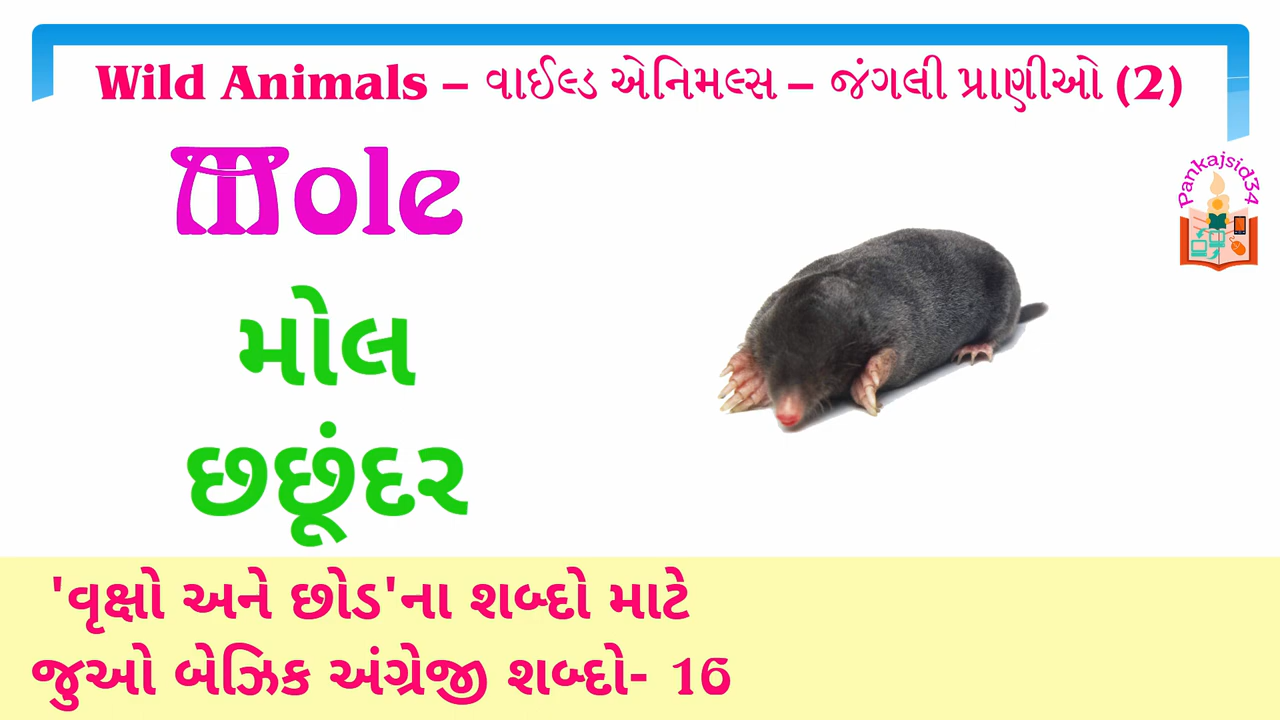 Wild Animals – વાઈલ્ડ એનિમલ્સ – જંગલી પ્રાણીઓ (2)
Mole
Pankajsid34
મોલ
છછૂંદર
'વૃક્ષો અને છોડ'ના શબ્દો માટે
જુઓ બેઝિક અંગ્રેજી શબ્દો- 16